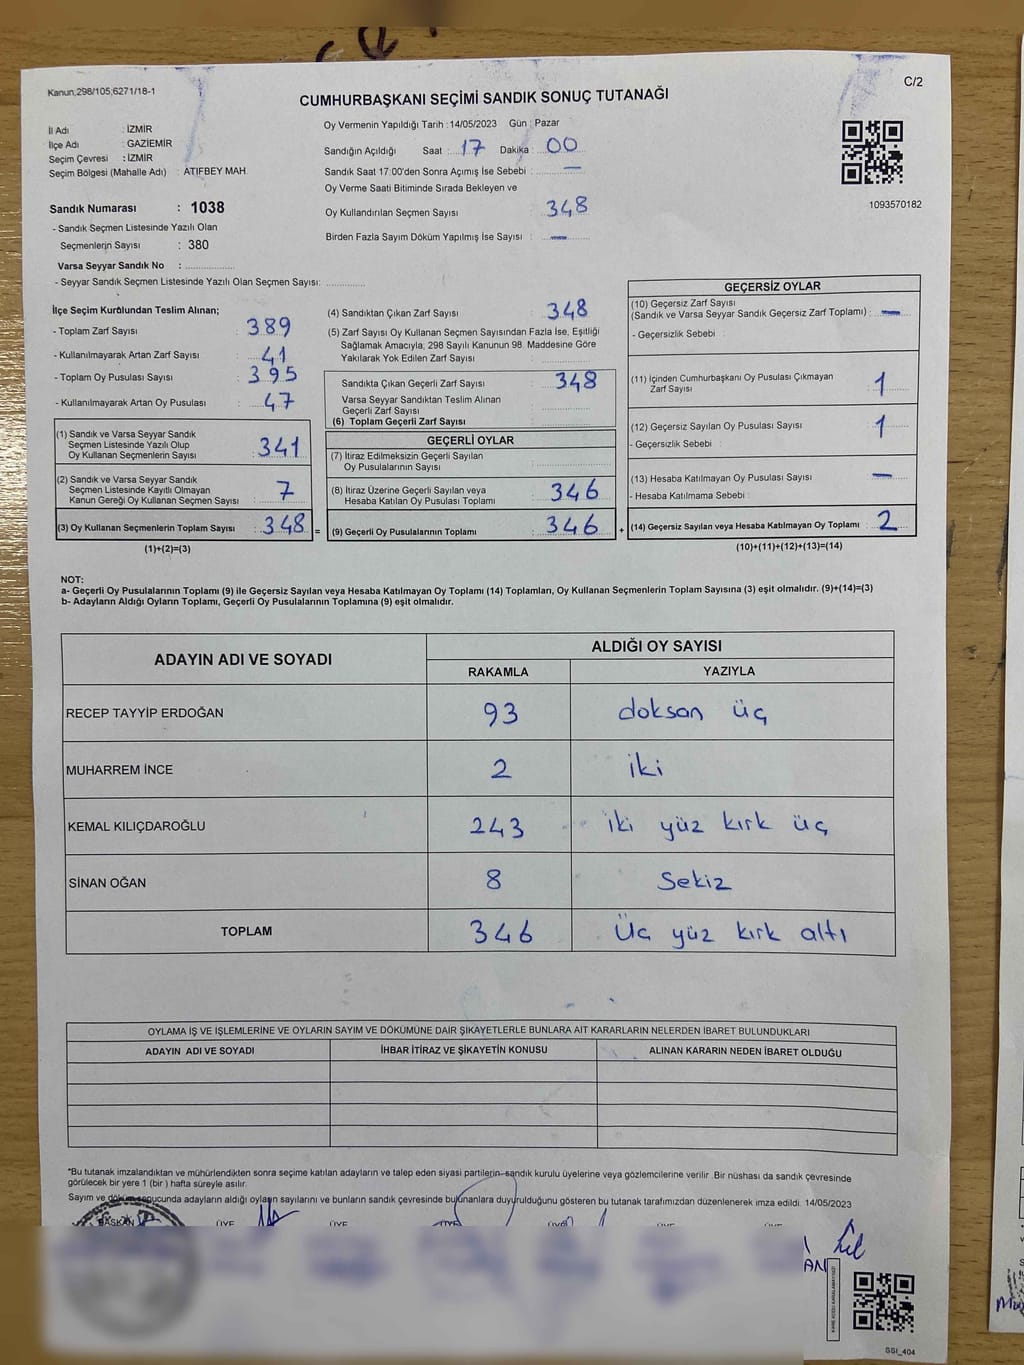 Kanun,298/105,6271/18-1
C/2
CUMHURBAŞKANI SEÇİMİ SANDIK SONUÇ TUTANAĞI
İl Adı : İZMİR
İlçe Adı : GAZİEMİR
Seçim Çevresi : İZMİR
Seçim Bölgesi (Mahalle Adı) : ATIFBEY MAH.
Sandık Numarası : 1038
- Sandık Seçmen Listesinde Yazılı Olan
Seçmenlerin Sayısı : 380
Varsa Seyyar Sandık No : ................
- Seyyar Sandık Seçmen Listesinde Yazılı Olan Seçmen Sayısı: .............
Oy Vermenin Yapıldığı Tarih : 14/05/2023 Gün : Pazar
Sandığın Açıldığı Saat : 17 Dakika : 00
Sandık Saat 17:00'den Sonra Açımış İse Sebebi : —
Oy Verme Saati Bitiminde Sırada Bekleyen ve
Oy Kullandırılan Seçmen Sayısı 348
Birden Fazla Sayım Döküm Yapılmış İse Sayısı : —
1093570182
İlçe Seçim Kurulundan Teslim Alınan;
- Toplam Zarf Sayısı : 389
- Kullanılmayarak Artan Zarf Sayısı : 41
- Toplam Oy Pusulası Sayısı : 395
- Kullanılmayarak Artan Oy Pusulası : 47
(1) Sandık ve Varsa Seyyar Sandık
Seçmen Listesinde Yazılı Olup
Oy Kullanan Seçmenlerin Sayısı : 341
(2) Sandık ve Varsa Seyyar Sandık
Seçmen Listesinde Kayıtlı Olmayan
Kanun Gereği Oy Kullanan Seçmen Sayısı : 7
(3) Oy Kullanan Seçmenlerin Toplam Sayısı : 348 =
(1)+(2)=(3)
(4) Sandıktan Çıkan Zarf Sayısı : 348
(5) Zarf Sayısı Oy Kullanan Seçmen Sayısından Fazla İse, Eşitliği
Sağlamak Amacıyla, 298 Sayılı Kanunun 98. Maddesine Göre
Yakılarak Yok Edilen Zarf Sayısı :
Sandıkta Çıkan Geçerli Zarf Sayısı : 348
Varsa Seyyar Sandıktan Teslim Alınan
Geçerli Zarf Sayısı :
(6) Toplam Geçerli Zarf Sayısı :
GEÇERLİ OYLAR
(7) İtiraz Edilmeksizin Geçerli Sayılan
Oy Pusulalarının Sayısı :
(8) İtiraz Üzerine Geçerli Sayılan veya
Hesaba Katılan Oy Pusulası Toplamı : 346
(9) Geçerli Oy Pusulalarının Toplamı : 346 +
GEÇERSİZ OYLAR
(10) Geçersiz Zarf Sayısı
(Sandık ve Varsa Seyyar Sandık Geçersiz Zarf Toplamı) : —
- Geçersizlik Sebebi :
(11) İçinden Cumhurbaşkanı Oy Pusulası Çıkmayan
Zarf Sayısı : 1
(12) Geçersiz Sayılan Oy Pusulası Sayısı : 1
- Geçersizlik Sebebi :
(13) Hesaba Katılmayan Oy Pusulası Sayısı : —
- Hesaba Katılmama Sebebi :
(14) Geçersiz Sayılan veya Hesaba Katılmayan Oy Toplamı : 2
(10)+(11)+(12)+(13)=(14)
NOT:
a- Geçerli Oy Pusulalarının Toplamı (9) ile Geçersiz Sayılan veya Hesaba Katılmayan Oy Toplamı (14) Toplamları, Oy Kullanan Seçmenlerin Toplam Sayısına (3) eşit olmalıdır. (9)+(14)=(3)
b- Adayların Aldığı Oyların Toplamı, Geçerli Oy Pusulalarının Toplamına (9) eşit olmalıdır.
ADAYIN ADI VE SOYADI ALDIĞI OY SAYISI
RAKAMLA YAZIYLA
RECEP TAYYİP ERDOĞAN 93 doksan üç
MUHARREM İNCE 2 iki
KEMAL KILIÇDAROĞLU 243 iki yüz kırk üç
SİNAN OĞAN 8 Sekiz
TOPLAM 346 Üç yüz kırk altı
OYLAMA İŞ VE İŞLEMLERİNE VE OYLARIN SAYIM VE DÖKÜMÜNE DAİR ŞİKAYETLERLE BUNLARA AİT KARARLARIN NELERDEN İBARET BULUNDUKLARI
ADAYIN ADI VE SOYADI İHBAR İTİRAZ VE ŞİKAYETİN KONUSU ALINAN KARARIN NEDEN İBARET OLDUĞU
*Bu tutanak imzalandıktan ve mühürlendikten sonra seçime katılan adayların ve talep eden siyasi partilerin sandık kurulu üyelerine veya gözlemcilerine verilir. Bir nüshası da sandık çevresinde
görülecek bir yere 1 (bir ) hafta süreyle asılır.
Sayım ve döküm sonucunda adayların aldığı oyların sayılarını ve bunların sandık çevresinde bulunanlara duyurulduğunu gösteren bu tutanak tarafımızdan düzenlenerek imza edildi. 14/05/2023
BAŞKAN ÜYE ÜYE ÜYE ÜYE ÜYE ÜYE
SSI_404